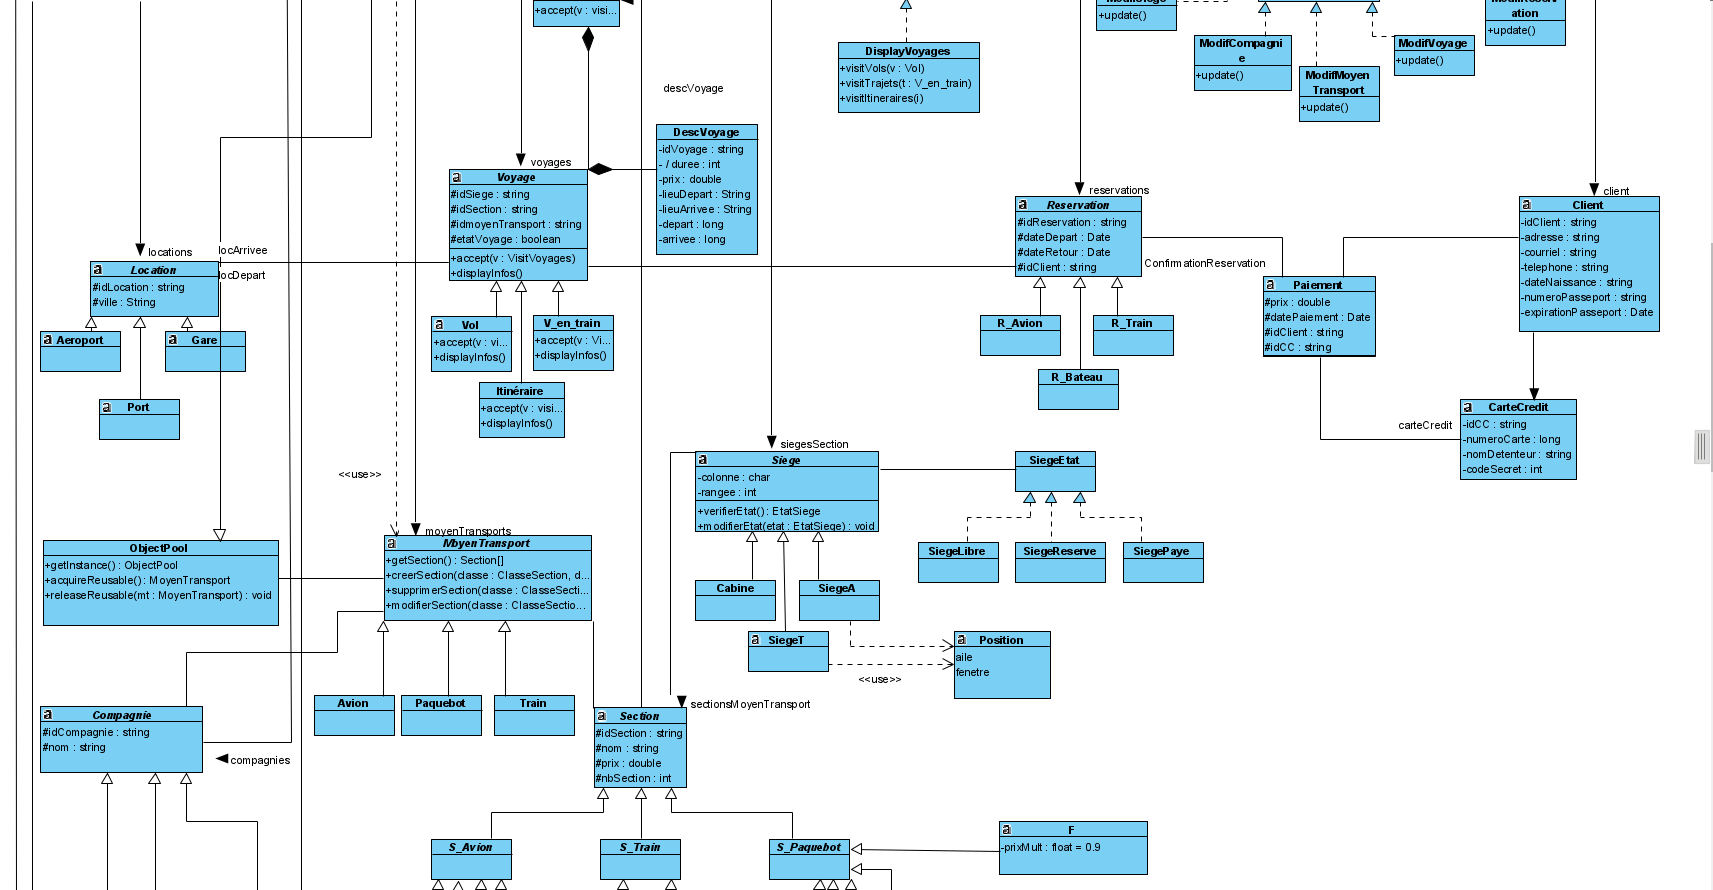 +accept(v : visi...
ModifSiege
+update()
ModifReserv
ation
+update()
DisplayVoyages
+visitVols(v : Vol)
+visitTrajets(t : V_en_train)
+visitItineraires(i)
ModifCompagni
e
+update()
ModifVoyage
+update()
ModifMoyen
Transport
+update()
descVoyage
DescVoyage
-idVoyage : string
- / duree : int
-prix : double
-lieuDepart : String
-lieuArrivee : String
-depart : long
-arrivee : long
voyages
Voyage
#idSiege : string
#idSection : string
#idmoyenTransport : string
#etatVoyage : boolean
+accept(v : VisitVoyages)
+displayInfos()
reservations
Reservation
#idReservation : string
#dateDepart : Date
#dateRetour : Date
#idClient : string
client
Client
-idClient : string
-adresse : string
-courriel : string
-telephone : string
-dateNaissance : string
-numeroPasseport : string
-expirationPasseport : Date
locations
locArrivee
locDepart
Location
#idLocation : string
#ville : String
ConfirmationReservation
Paiement
#prix : double
#datePaiement : Date
#idClient : string
#idCC : string
Aeroport
Gare
Port
Vol
+accept(v : vi...
+displayInfos()
V_en_train
+accept(v : Vi...
+displayInfos()
Itinéraire
+accept(v : visi...
+displayInfos()
R_Avion
R_Train
R_Bateau
carteCredit
CarteCredit
-idCC : string
-numeroCarte : long
-nomDetenteur : string
-codeSecret : int
<<use>>
siegesSection
Siege
-colonne : char
-rangee : int
+verifierEtat() : EtatSiege
+modifierEtat(etat : EtatSiege) : void
SiegeEtat
SiegeLibre
SiegeReserve
SiegePaye
moyenTransports
MoyenTransport
+getSection() : Section[]
+creerSection(classe : ClasseSection, d...
+supprimerSection(classe : ClasseSecti...
+modifierSection(classe : ClasseSectio...
ObjectPool
+getInstance() : ObjectPool
+acquireReusable() : MoyenTransport
+releaseReusable(mt : MoyenTransport) : void
Cabine
SiegeA
SiegeT
Position
aile
fenetre
<<use>>
Avion
Paquebot
Train
sectionsMoyenTransport
Section
#idSection : string
#nom : string
#prix : double
#nbSection : int
Compagnie
#idCompagnie : string
#nom : string
compagnies
S_Avion
S_Train
S_Paquebot
F
-prixMult : float = 0.9